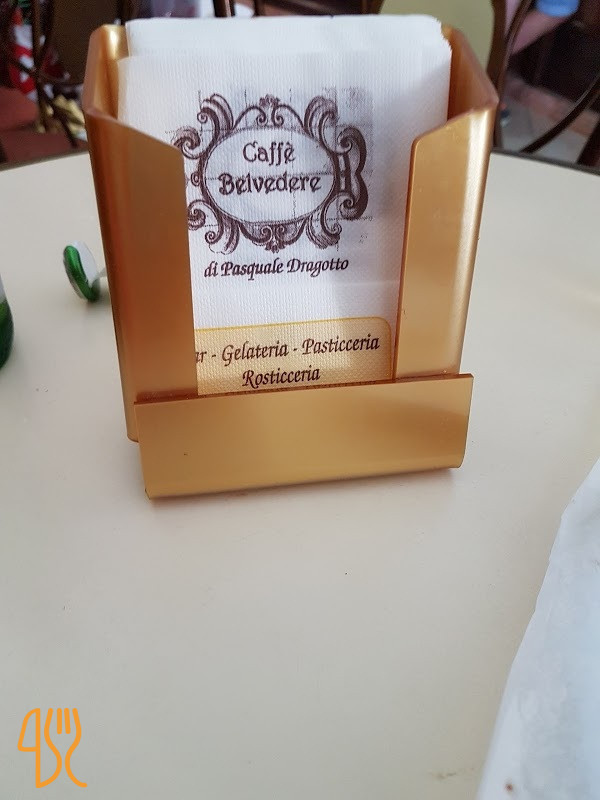 Caffè
Belvedere
B
di Pasquale Dragotto
- Gelateria - Pasticceria
Rosticceria